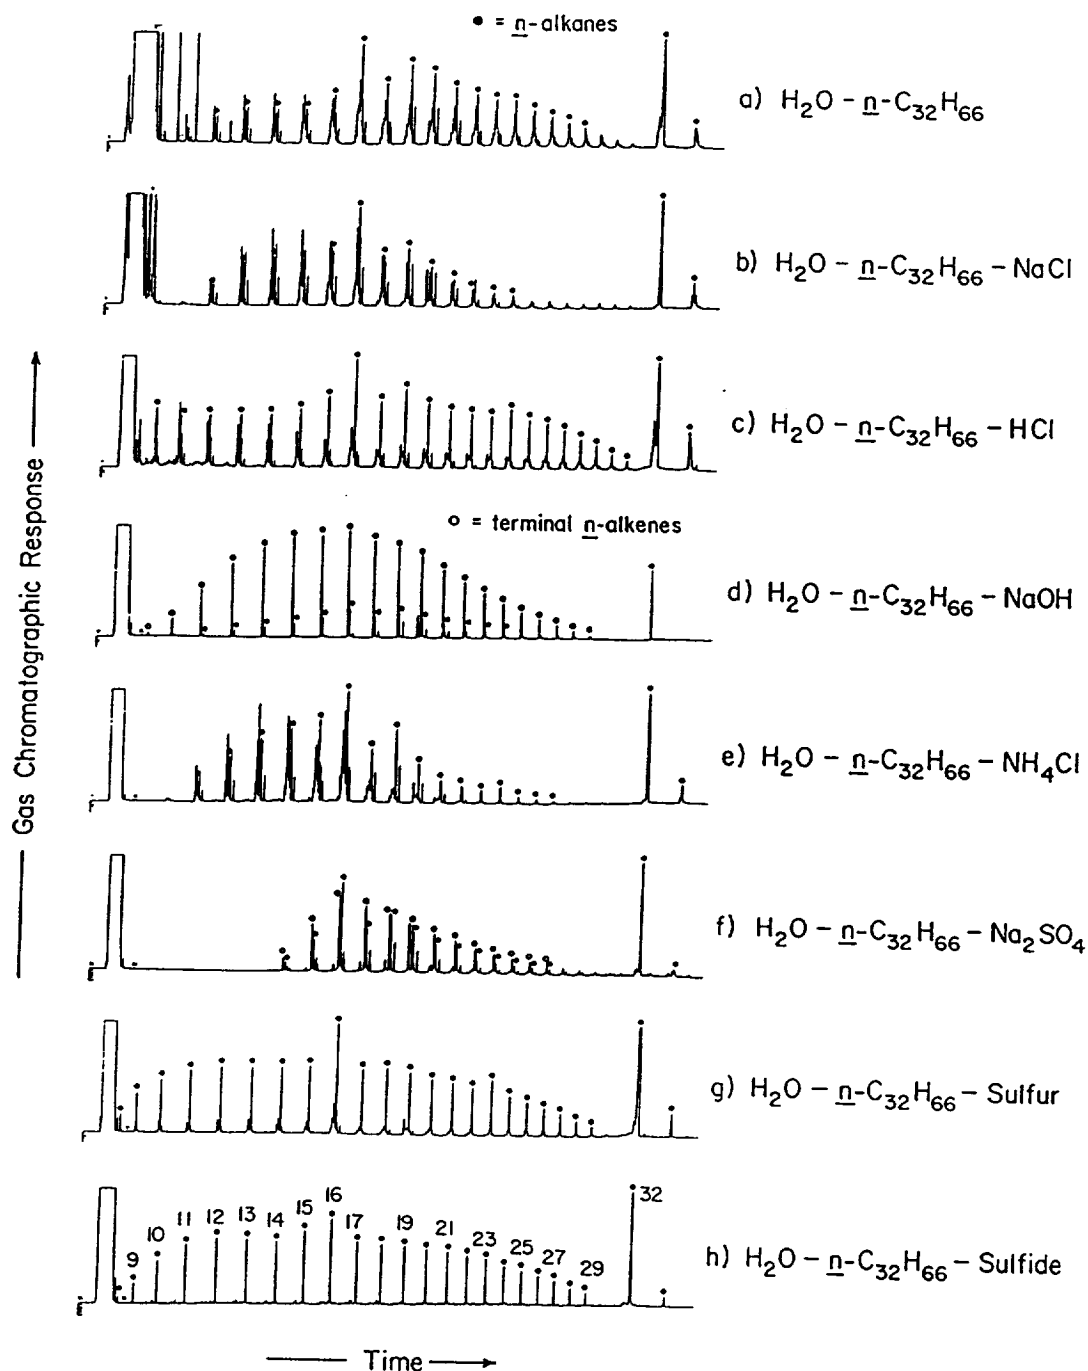 • = n-alkanes
a) H₂O – n-C₃₂H₆₆
b) H₂O – n-C₃₂H₆₆ – NaCl
c) H₂O – n-C₃₂H₆₆ – HCl
o = terminal n-alkenes
d) H₂O – n-C₃₂H₆₆ – NaOH
e) H₂O – n-C₃₂H₆₆ – NH₄Cl
f) H₂O – n-C₃₂H₆₆ – Na₂SO₄
g) H₂O – n-C₃₂H₆₆ – Sulfur
h) H₂O – n-C₃₂H₆₆ – Sulfide
9 10 11 12 13 14 15 16 17 19 21 23 25 27 29 32
Gas Chromatographic Response
Time